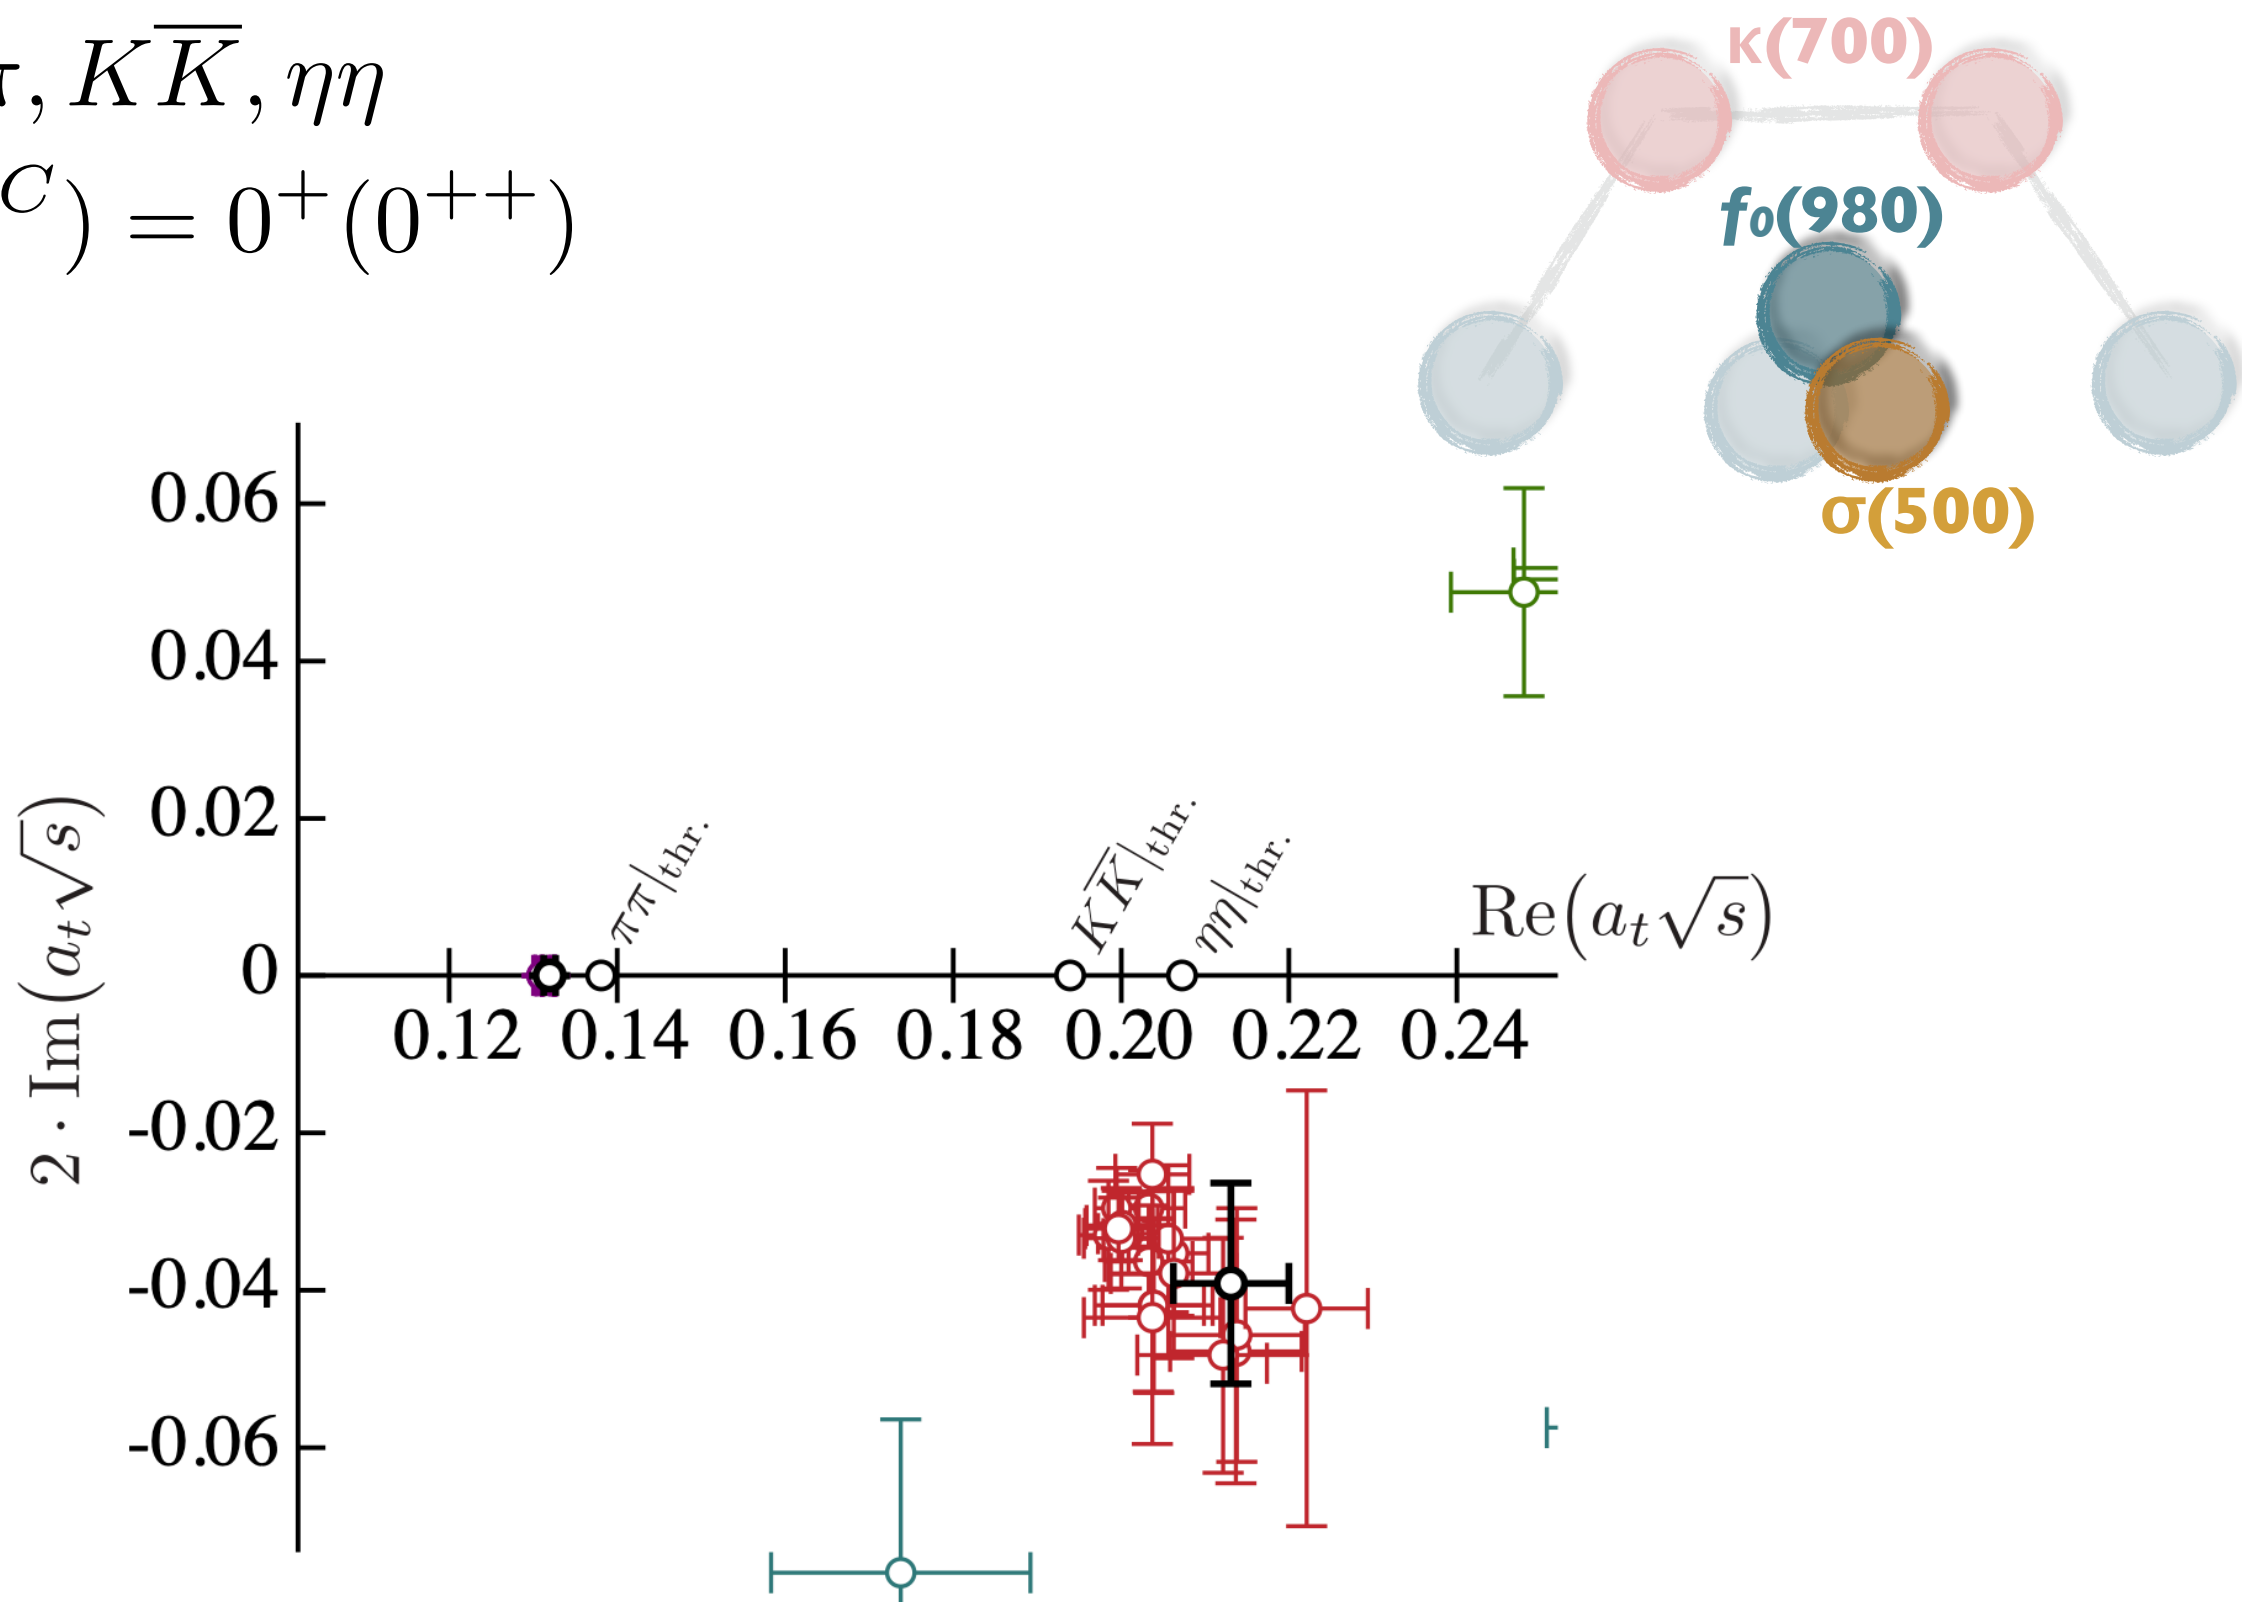 π, K\overline{K}, ηη
C) = 0⁺(0⁺⁺)
κ(700)
f₀(980)
σ(500)
0.06
0.04
0.02
0
-0.02
-0.04
-0.06
2 · Im(aₜ√s)
ππ|thr.
K\overline{K}|thr.
ηη|thr.
Re(aₜ√s)
0.12 0.14 0.16 0.18 0.20 0.22 0.24